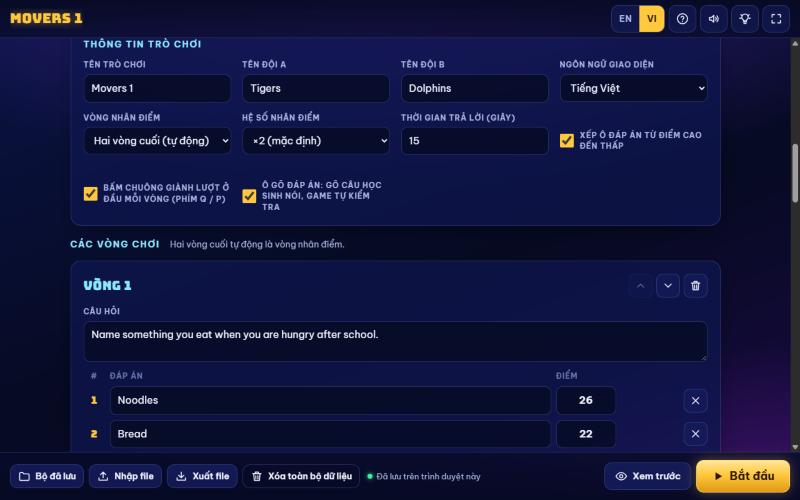 MOVERS 1
EN VI
THÔNG TIN TRÒ CHƠI
TÊN TRÒ CHƠI TÊN ĐỘI A TÊN ĐỘI B NGÔN NGỮ GIAO DIỆN
Movers 1 Tigers Dolphins Tiếng Việt
VÒNG NHÂN ĐIỂM HỆ SỐ NHÂN ĐIỂM THỜI GIAN TRẢ LỜI (GIÂY)
Hai vòng cuối (tự động) ×2 (mặc định) 15 XẾP Ô ĐÁP ÁN TỪ ĐIỂM CAO
ĐẾN THẤP
BẤM CHUÔNG GIÀNH LƯỢT Ở
ĐẦU MỖI VÒNG (PHÍM Q / P)
Ô GÕ ĐÁP ÁN: GÕ CÂU HỌC
SINH NÓI, GAME TỰ KIỂM
TRA
CÁC VÒNG CHƠI Hai vòng cuối tự động là vòng nhân điểm.
VÒNG 1
CÂU HỎI
Name something you eat when you are hungry after school.
# ĐÁP ÁN ĐIỂM
1 Noodles 26
2 Bread 22
Bộ đã lưu Nhập file Xuất file Xóa toàn bộ dữ liệu Đã lưu trên trình duyệt này Xem trước Bắt đầu